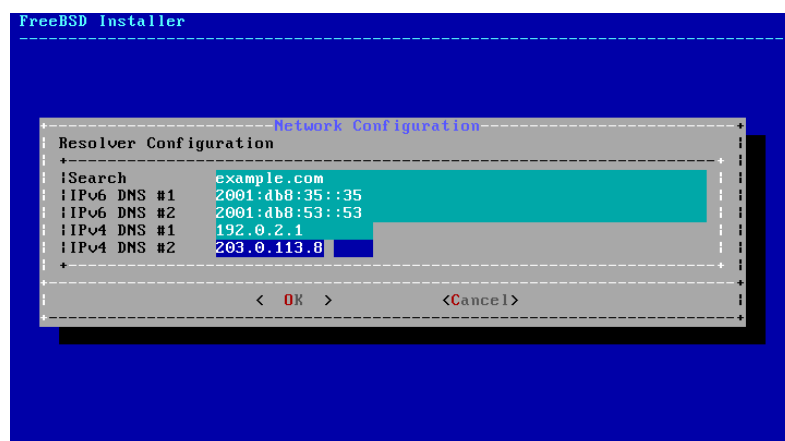 FreeBSD Installer
Network Configuration
Resolver Configuration
Search example.com
IPv6 DNS #1 2001:db8:35::35
IPv6 DNS #2 2001:db8:53::53
IPv4 DNS #1 192.0.2.1
IPv4 DNS #2 203.0.113.8
< OK > <Cancel>